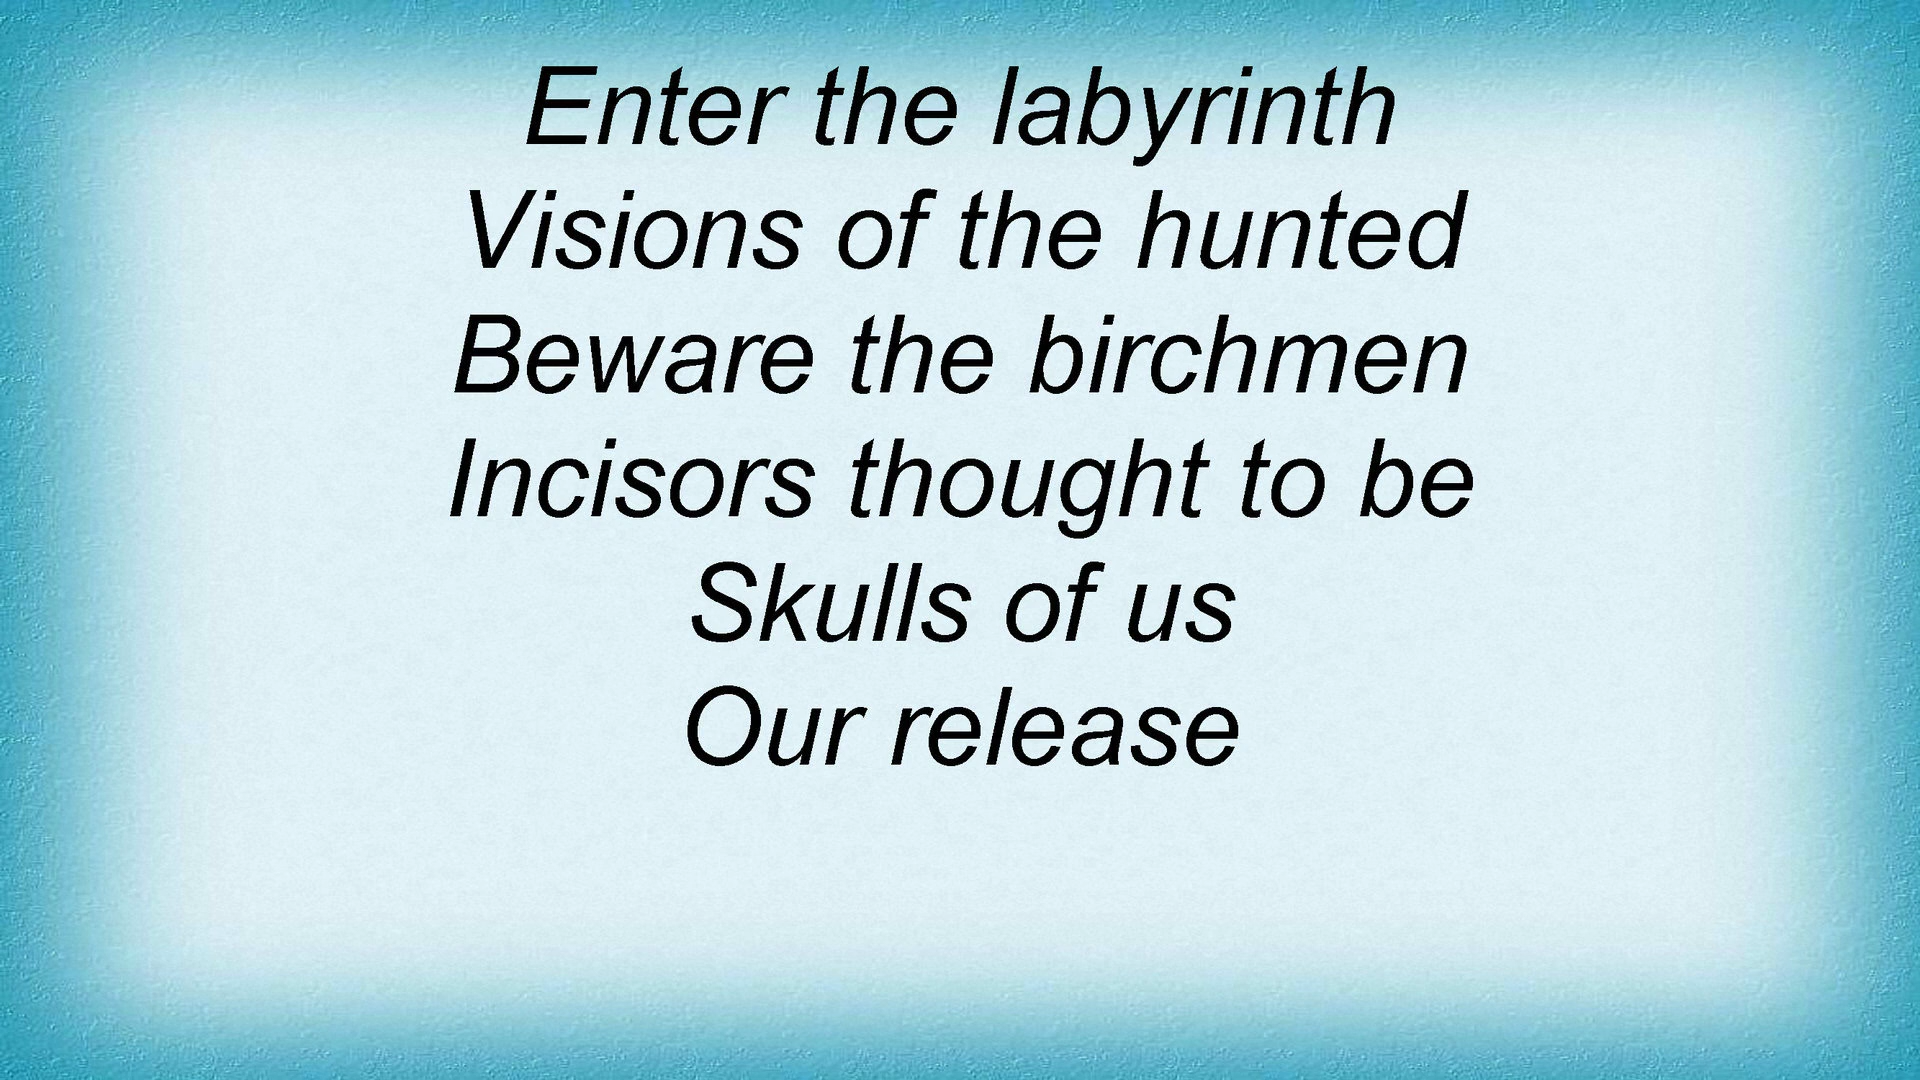 Enter the labyrinth
Visions of the hunted
Beware the birchmen
Incisors thought to be
Skulls of us
Our release